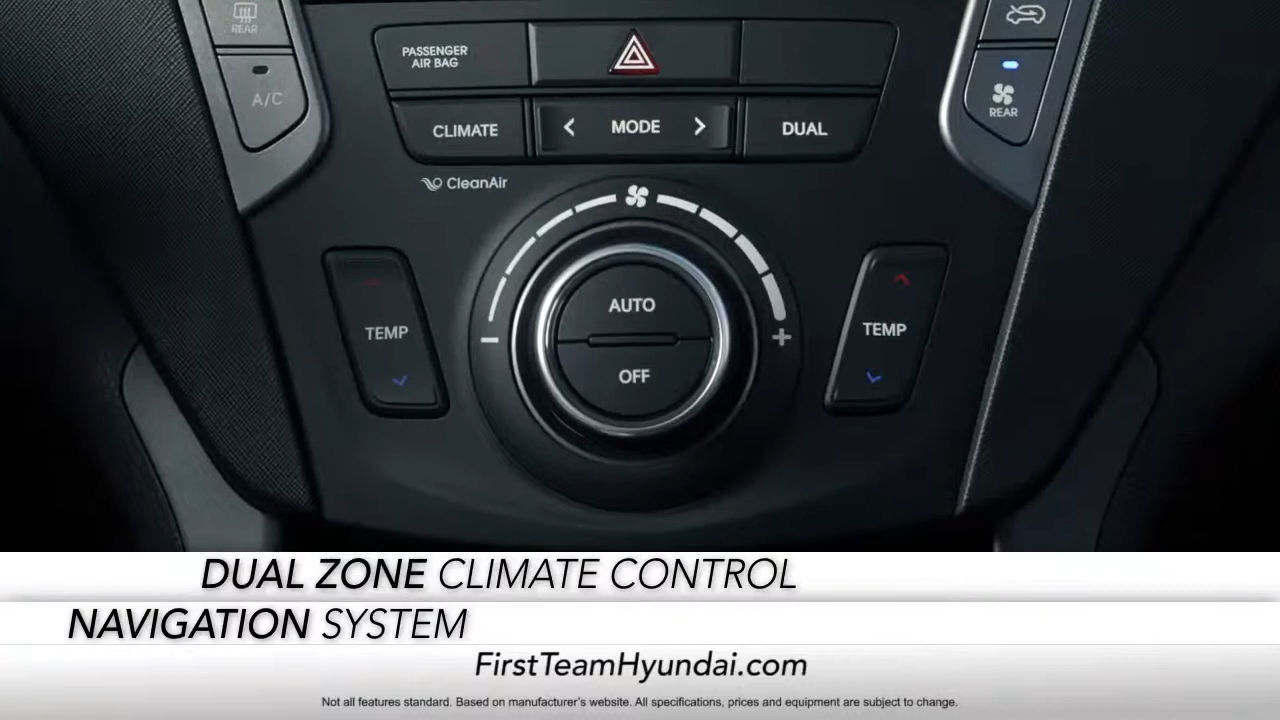 REAR
A/C
PASSENGER
AIR BAG
CLIMATE
< MODE >
DUAL
REAR
CleanAir
AUTO
OFF
TEMP
TEMP
DUAL ZONE CLIMATE CONTROL
NAVIGATION SYSTEM
FirstTeamHyundai.com
Not all features standard. Based on manufacturer's website. All specifications, prices and equipment are subject to change.